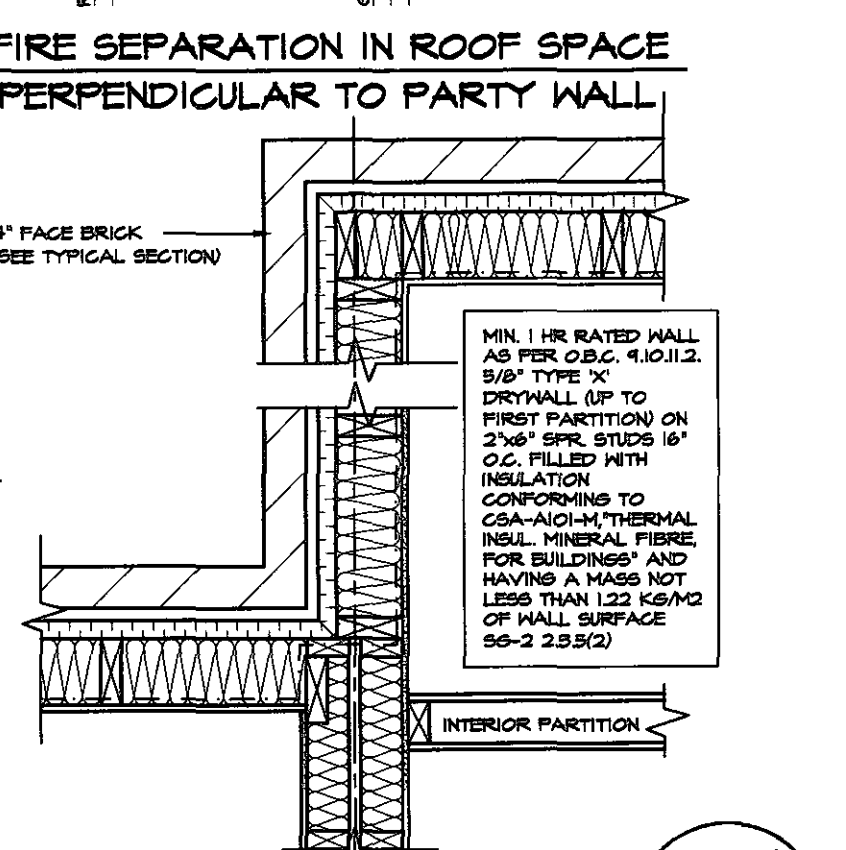 FIRE SEPARATION IN ROOF SPACE
PERPENDICULAR TO PARTY WALL
4" FACE BRICK
SEE TYPICAL SECTION)
MIN. 1 HR RATED WALL
AS PER O.B.C. 9.10.11.2.
5/8" TYPE 'X'
DRYWALL (UP TO
FIRST PARTITION) ON
2"x6" SPR. STUDS 16"
O.C. FILLED WITH
INSULATION
CONFORMING TO
CSA-A101-M,"THERMAL
INSUL. MINERAL FIBRE,
FOR BUILDINGS" AND
HAVING A MASS NOT
LESS THAN 1.22 KG/M2
OF WALL SURFACE
SG-2 2.3.5(2)
INTERIOR PARTITION